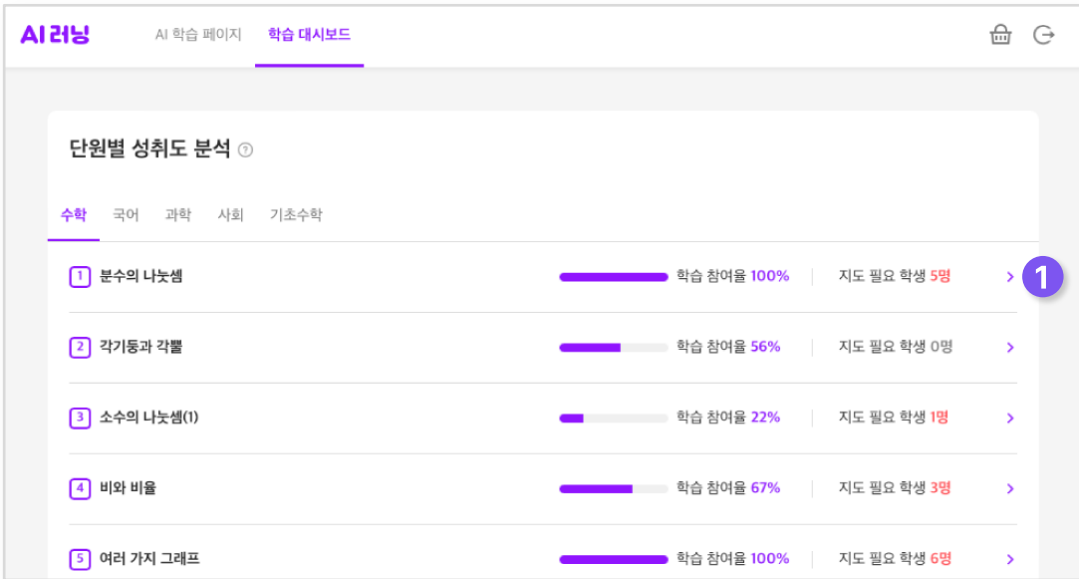 AI 러닝 AI 학습 페이지 학습 대시보드
단원별 성취도 분석 ?
수학 국어 과학 사회 기초수학
1 분수의 나눗셈 학습 참여율 100% 지도 필요 학생 5명 > 1
2 각기둥과 각뿔 학습 참여율 56% 지도 필요 학생 0명 >
3 소수의 나눗셈(1) 학습 참여율 22% 지도 필요 학생 1명 >
4 비와 비율 학습 참여율 67% 지도 필요 학생 3명 >
5 여러 가지 그래프 학습 참여율 100% 지도 필요 학생 6명 >